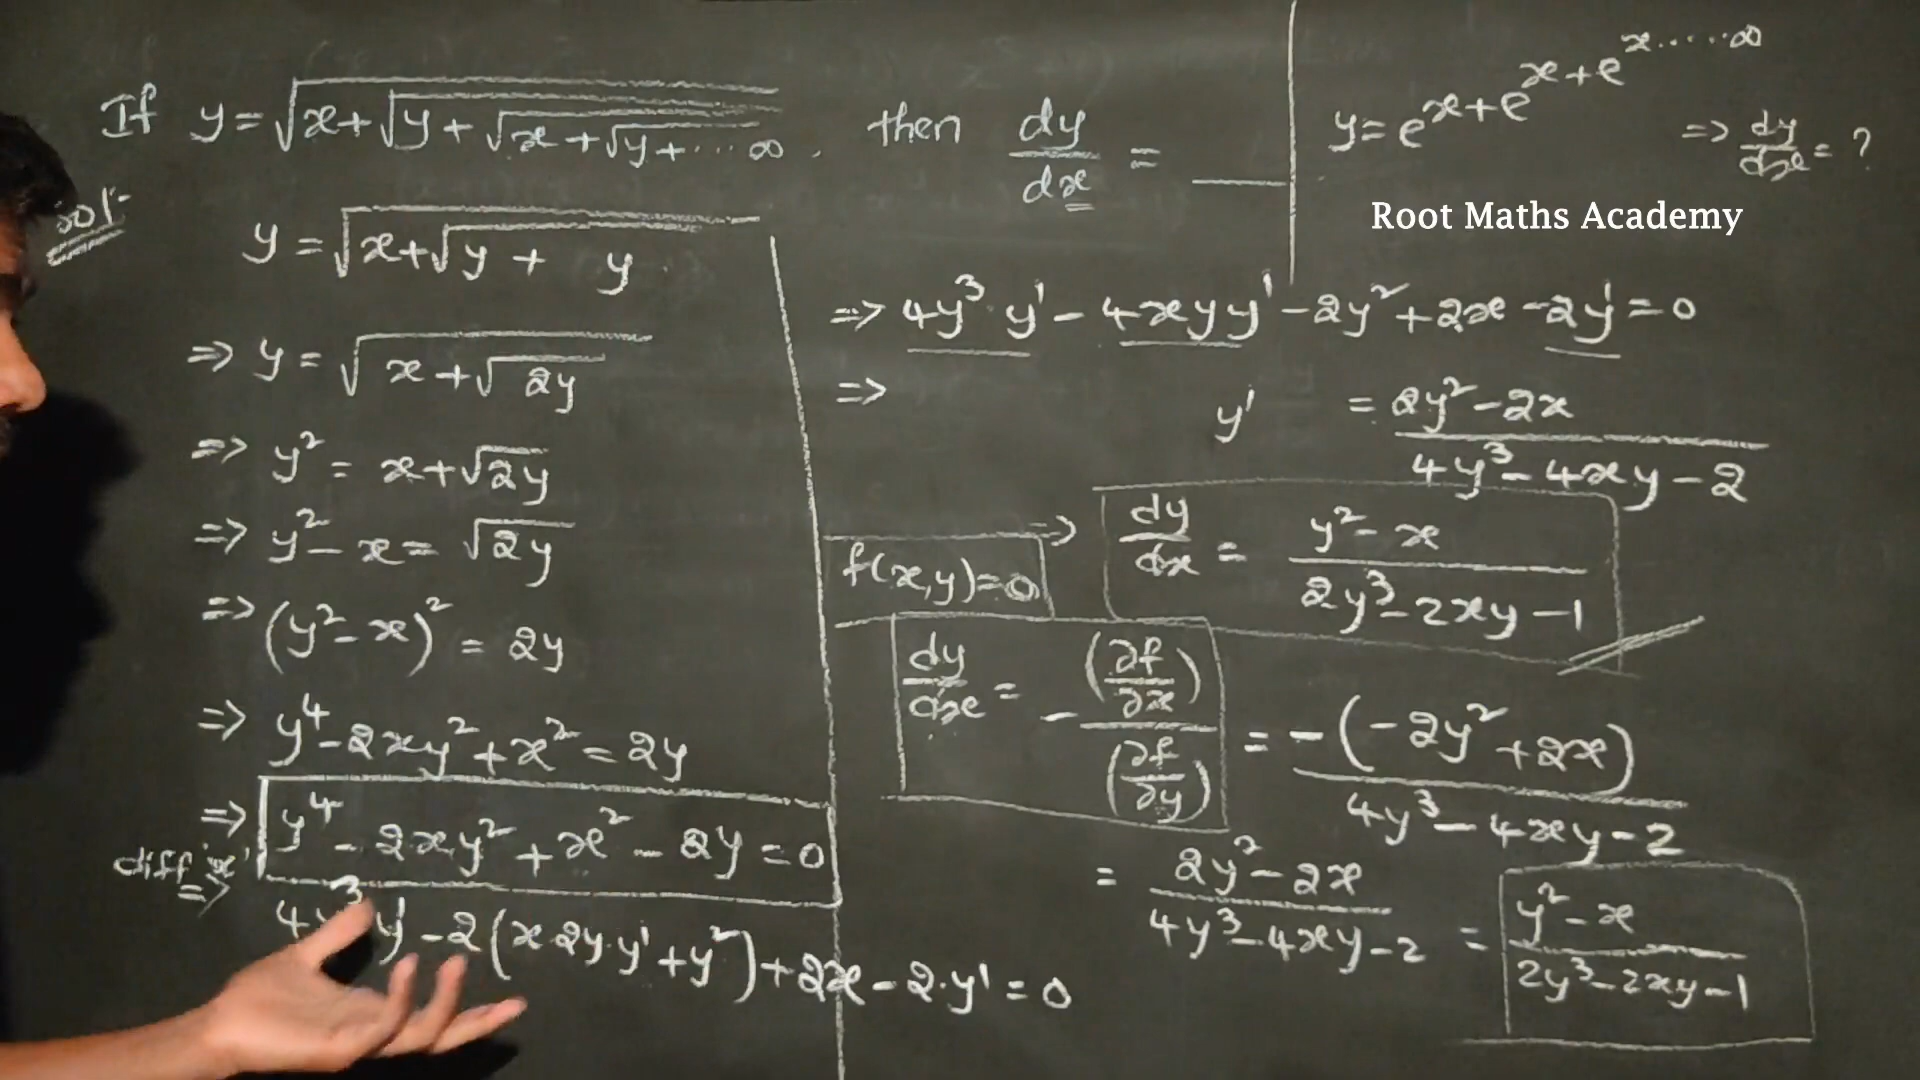 If y = √x+√y+√x+√y+⋯∞, then dy/dx = ___
Sol:-
y = √x+√y + y
⇒ y = √x+√2y
⇒ y² = x+√2y
⇒ y² - x = √2y
⇒ (y² - x)² = 2y
⇒ y⁴ - 2xy² + x² = 2y
⇒ y⁴ - 2xy² + x² - 2y = 0
diff 'x'
⇒ 4y³ y' - 2(x·2y·y' + y²) + 2x - 2·y' = 0
y = e^x+e^x+e^x.....∞ ⇒ dy/dx = ?
Root Maths Academy
⇒ 4y³ y' - 4xyy' - 2y² + 2x - 2y' = 0
⇒ y' = 2y² - 2x / 4y³ - 4xy - 2
⇒ dy/dx = y² - x / 2y³ - 2xy - 1
f(x,y)=0
dy/dx = - (∂f/∂x) / (∂f/∂y) = -(-2y² + 2x) / 4y³ - 4xy - 2
= 2y² - 2x / 4y³ - 4xy - 2 = y² - x / 2y³ - 2xy - 1